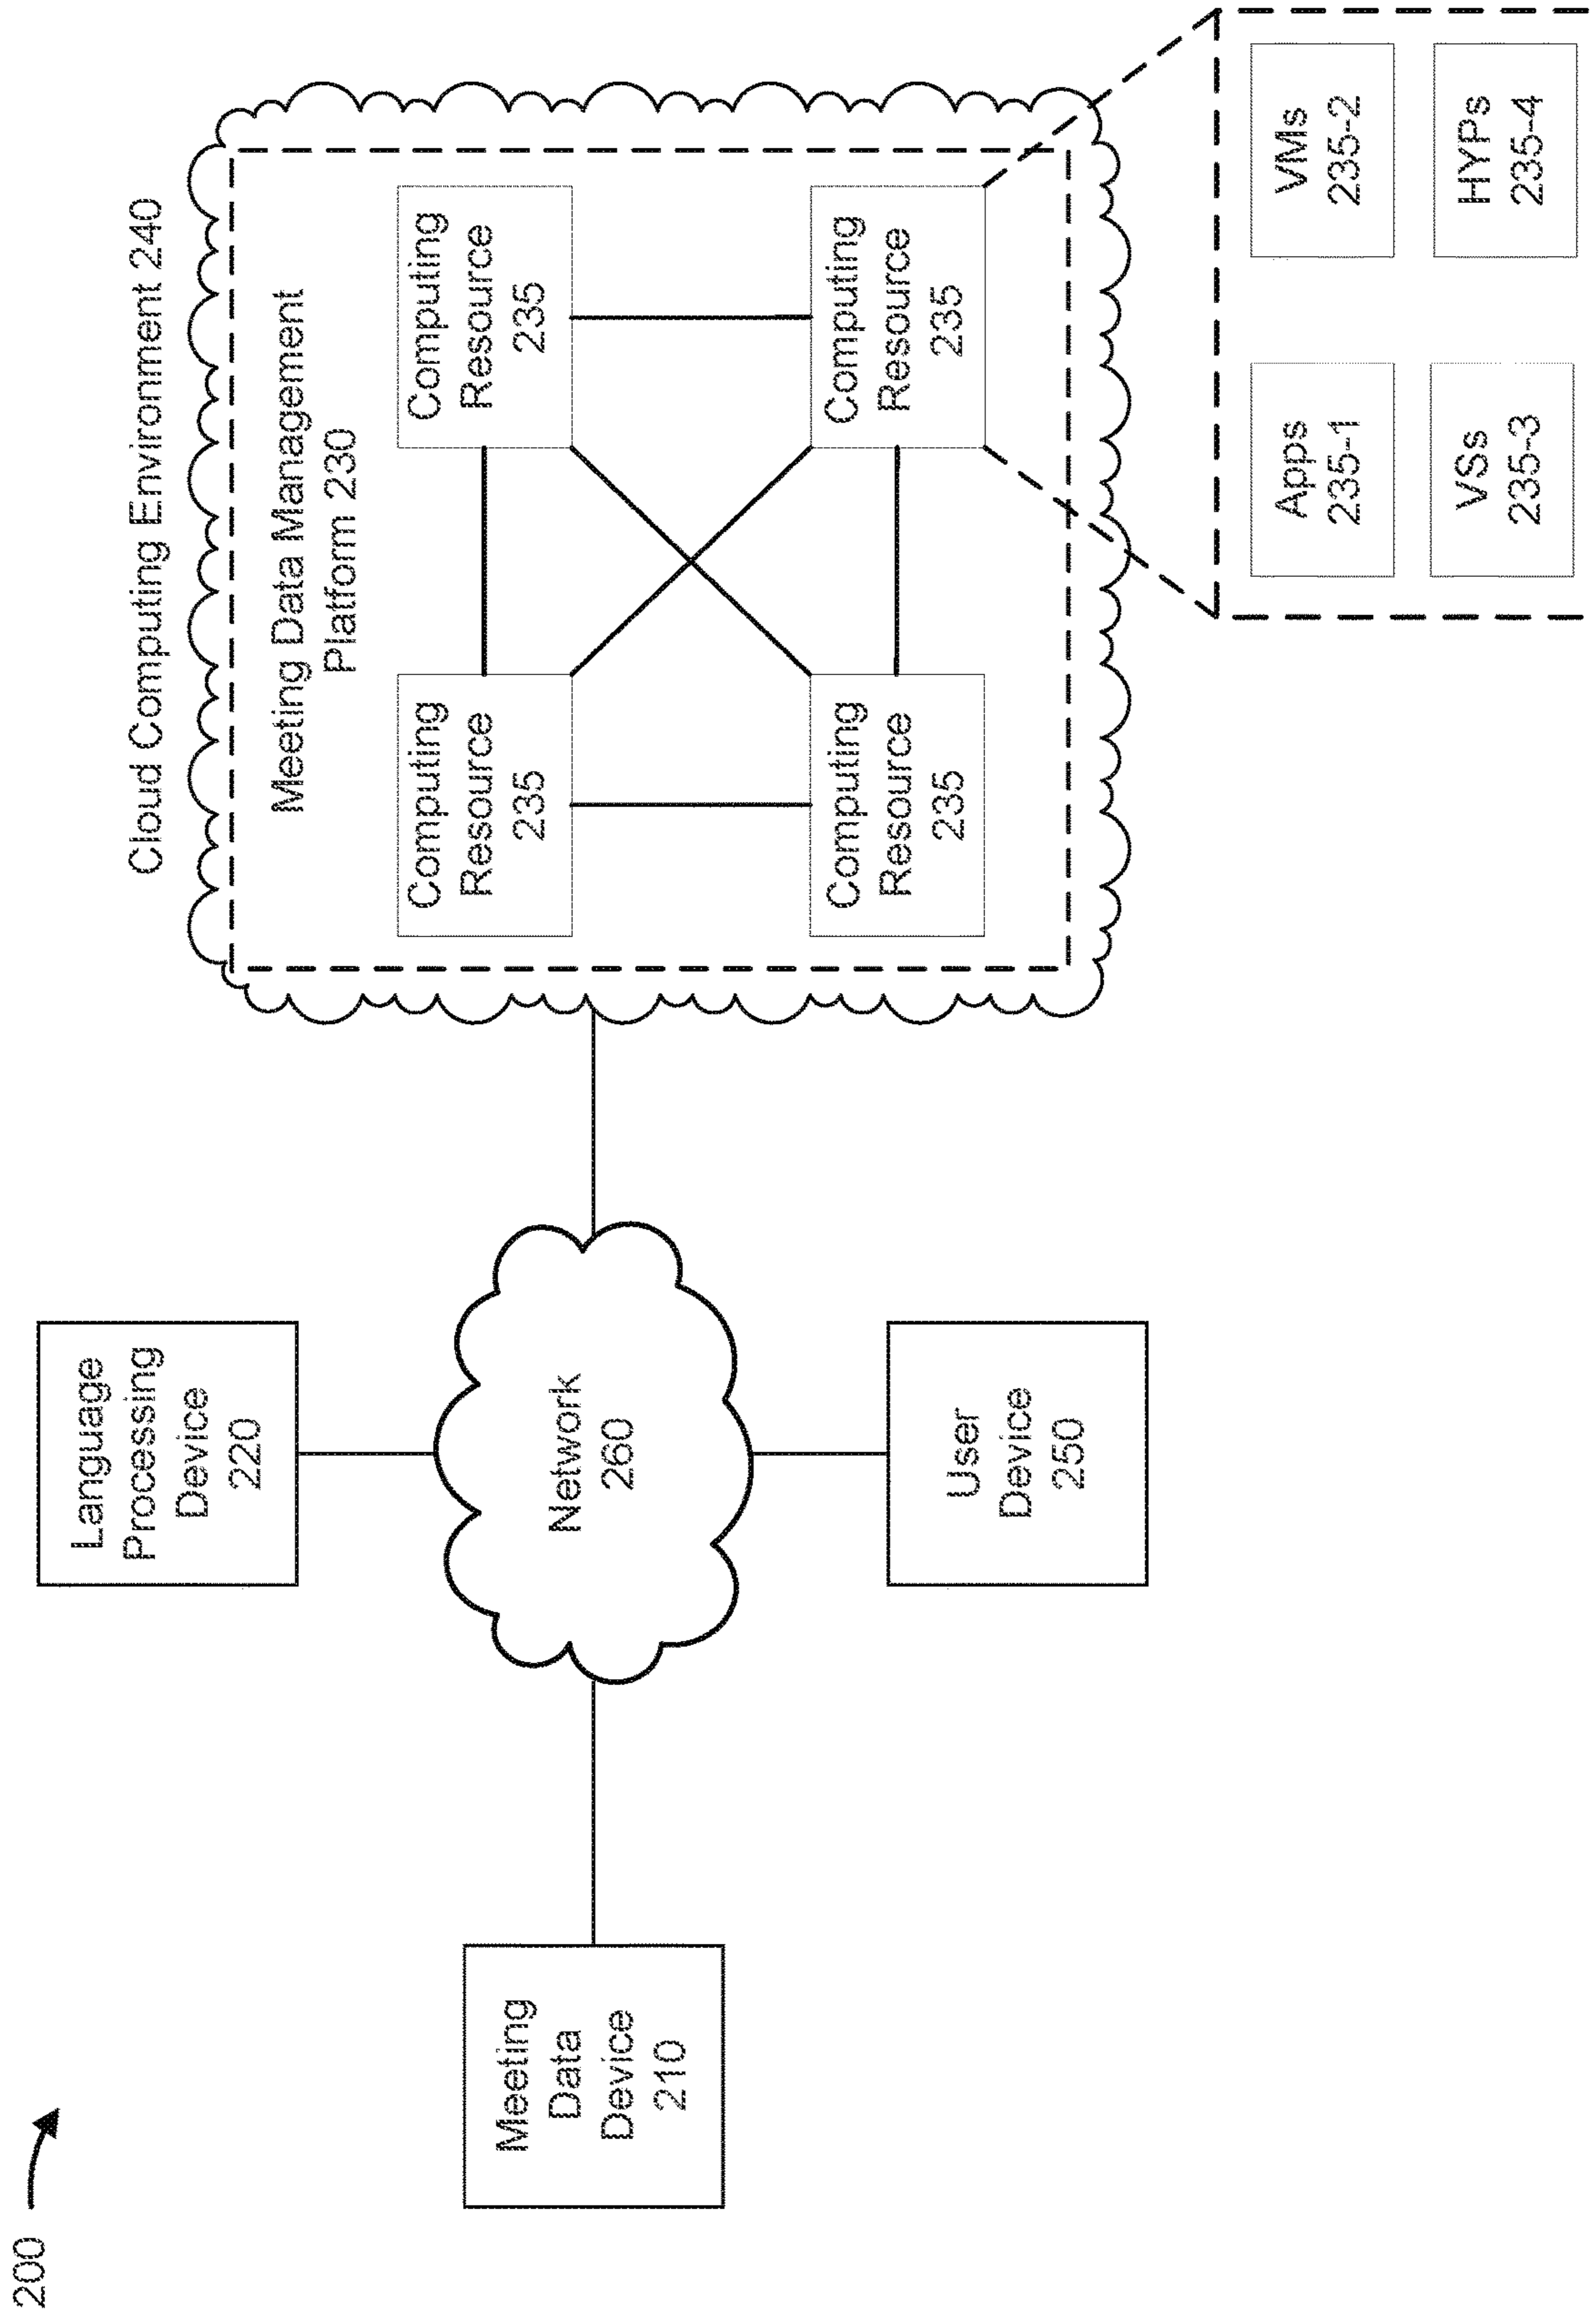 200
Cloud Computing Environment 240
Meeting Data Management
Platform 230
Language
Processing
Device
220
Computing
Resource
235
Computing
Resource
235
Meeting
Data
Device
210
Network
260
Computing
Resource
235
Computing
Resource
235
User
Device
250
Apps
235-1
VMs
235-2
VSs
235-3
HYPs
235-4